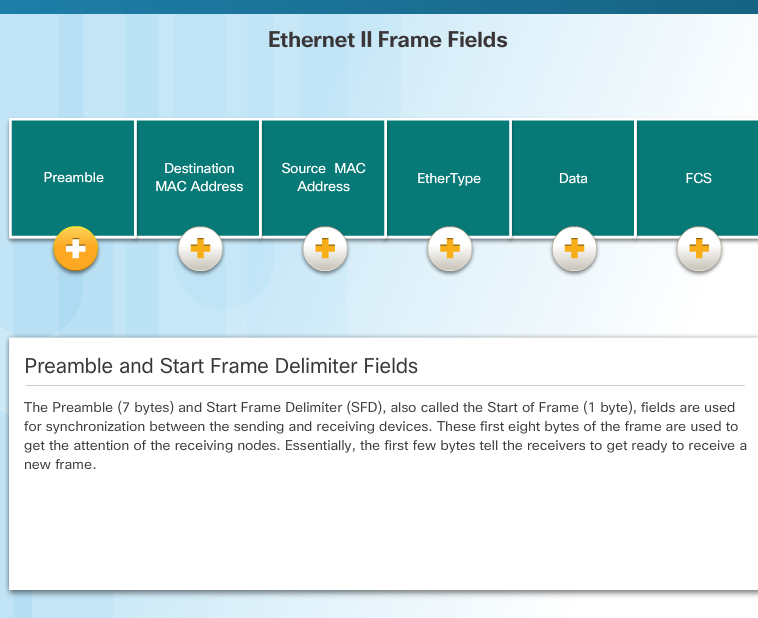 Ethernet II Frame Fields
Preamble
Destination
MAC Address
Source MAC
Address
EtherType
Data
FCS
Preamble and Start Frame Delimiter Fields
The Preamble (7 bytes) and Start Frame Delimiter (SFD), also called the Start of Frame (1 byte), fields are used
for synchronization between the sending and receiving devices. These first eight bytes of the frame are used to
get the attention of the receiving nodes. Essentially, the first few bytes tell the receivers to get ready to receive a
new frame.